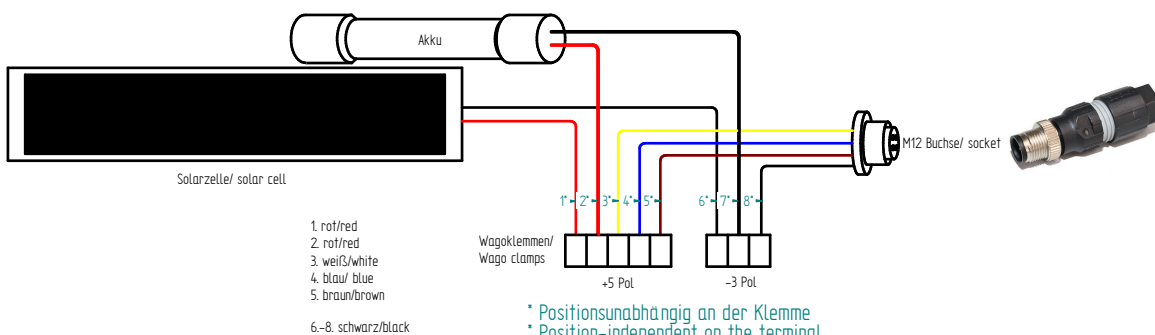 Akku
M12 Buchse/ socket
Solarzelle/ solar cell
1* 2* 3* 4* 5* 6* 7* 8*
1. rot/red
2. rot/red
3. weiß/white
4. blau/ blue
5. braun/brown
6.-8. schwarz/black
Wagoklemmen/
Wago clamps
+5 Pol
-3 Pol
* Positionsunabhängig an der Klemme
* Position-independent on the terminal